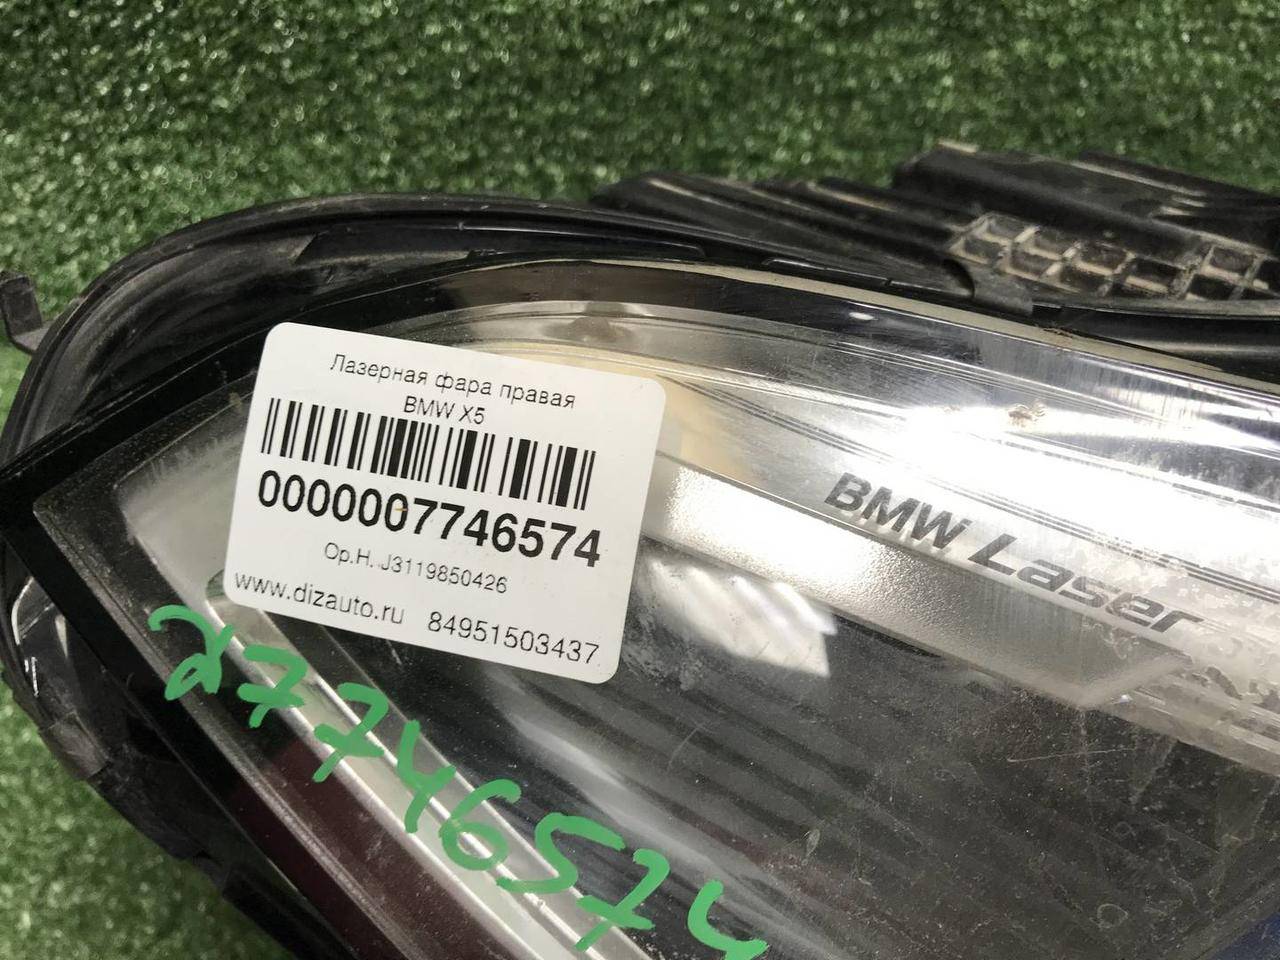 Лазерная фара правая
BMW X5
0000007746574
Ор.Н. J3119850426
www.dizauto.ru 84951503437
BMW Laser
27746574